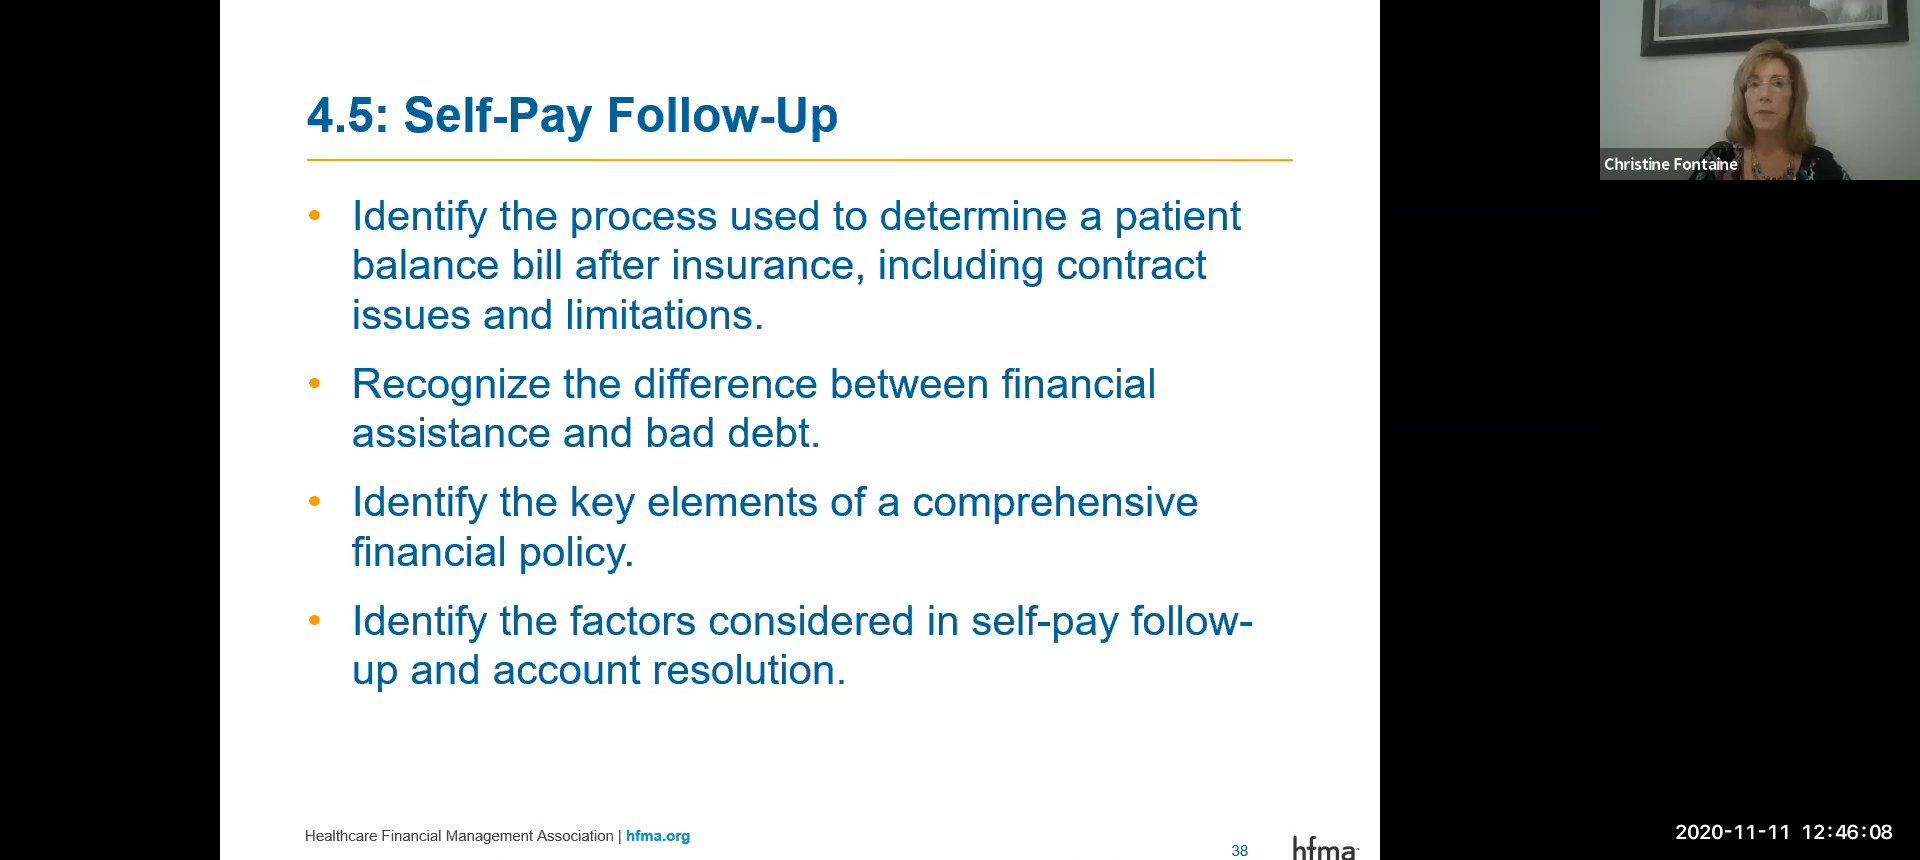 4.5: Self-Pay Follow-Up
• Identify the process used to determine a patient
balance bill after insurance, including contract
issues and limitations.
• Recognize the difference between financial
assistance and bad debt.
• Identify the key elements of a comprehensive
financial policy.
• Identify the factors considered in self-pay follow-
up and account resolution.
Healthcare Financial Management Association | hfma.org
38
hfma
Christine Fontaine
2020-11-11 12:46:08